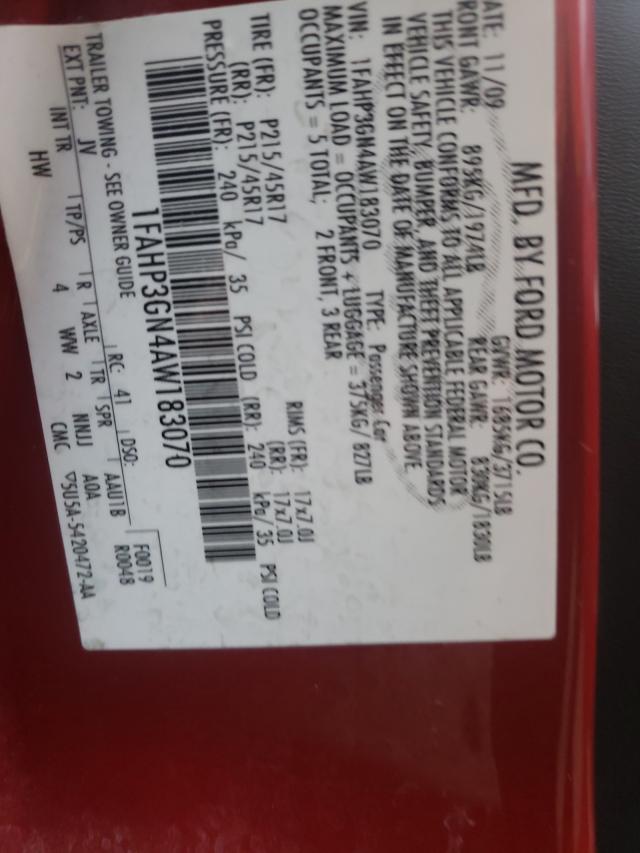 MFD. BY FORD MOTOR CO.
ATE: 11/09 GVWR: 1685KG/3715LB
RONT GAWR: 895KG/1974LB REAR GAWR: 830KG/1830LB
THIS VEHICLE CONFORMS TO ALL APPLICABLE FEDERAL MOTOR
VEHICLE SAFETY, BUMPER, AND THEFT PREVENTION STANDARDS
IN EFFECT ON THE DATE OF MANUFACTURE SHOWN ABOVE.
VIN: 1FAHP3GN4AW183070 TYPE: Passenger Car
MAXIMUM LOAD = OCCUPANTS + LUGGAGE = 375KG/ 827LB
OCCUPANTS = 5 TOTAL; 2 FRONT, 3 REAR
TIRE (FR): P215/45R17 RIMS (FR): 17x7.0J
(RR): P215/45R17 (RR): 17x7.0J
PRESSURE (FR): 240 kPa/ 35 PSI COLD (RR): 240 kPa/ 35 PSI COLD
1FAHP3GN4AW183070
TRAILER TOWING - SEE OWNER GUIDE
EXT PNT: JV RC: 41 DSO: F0019
R0048
INT TR TP/PS R AXLE TR SPR AAU1B
HW 4 WW 2 NNJJ AOA
CMC ▽5U5A-5420472-AA